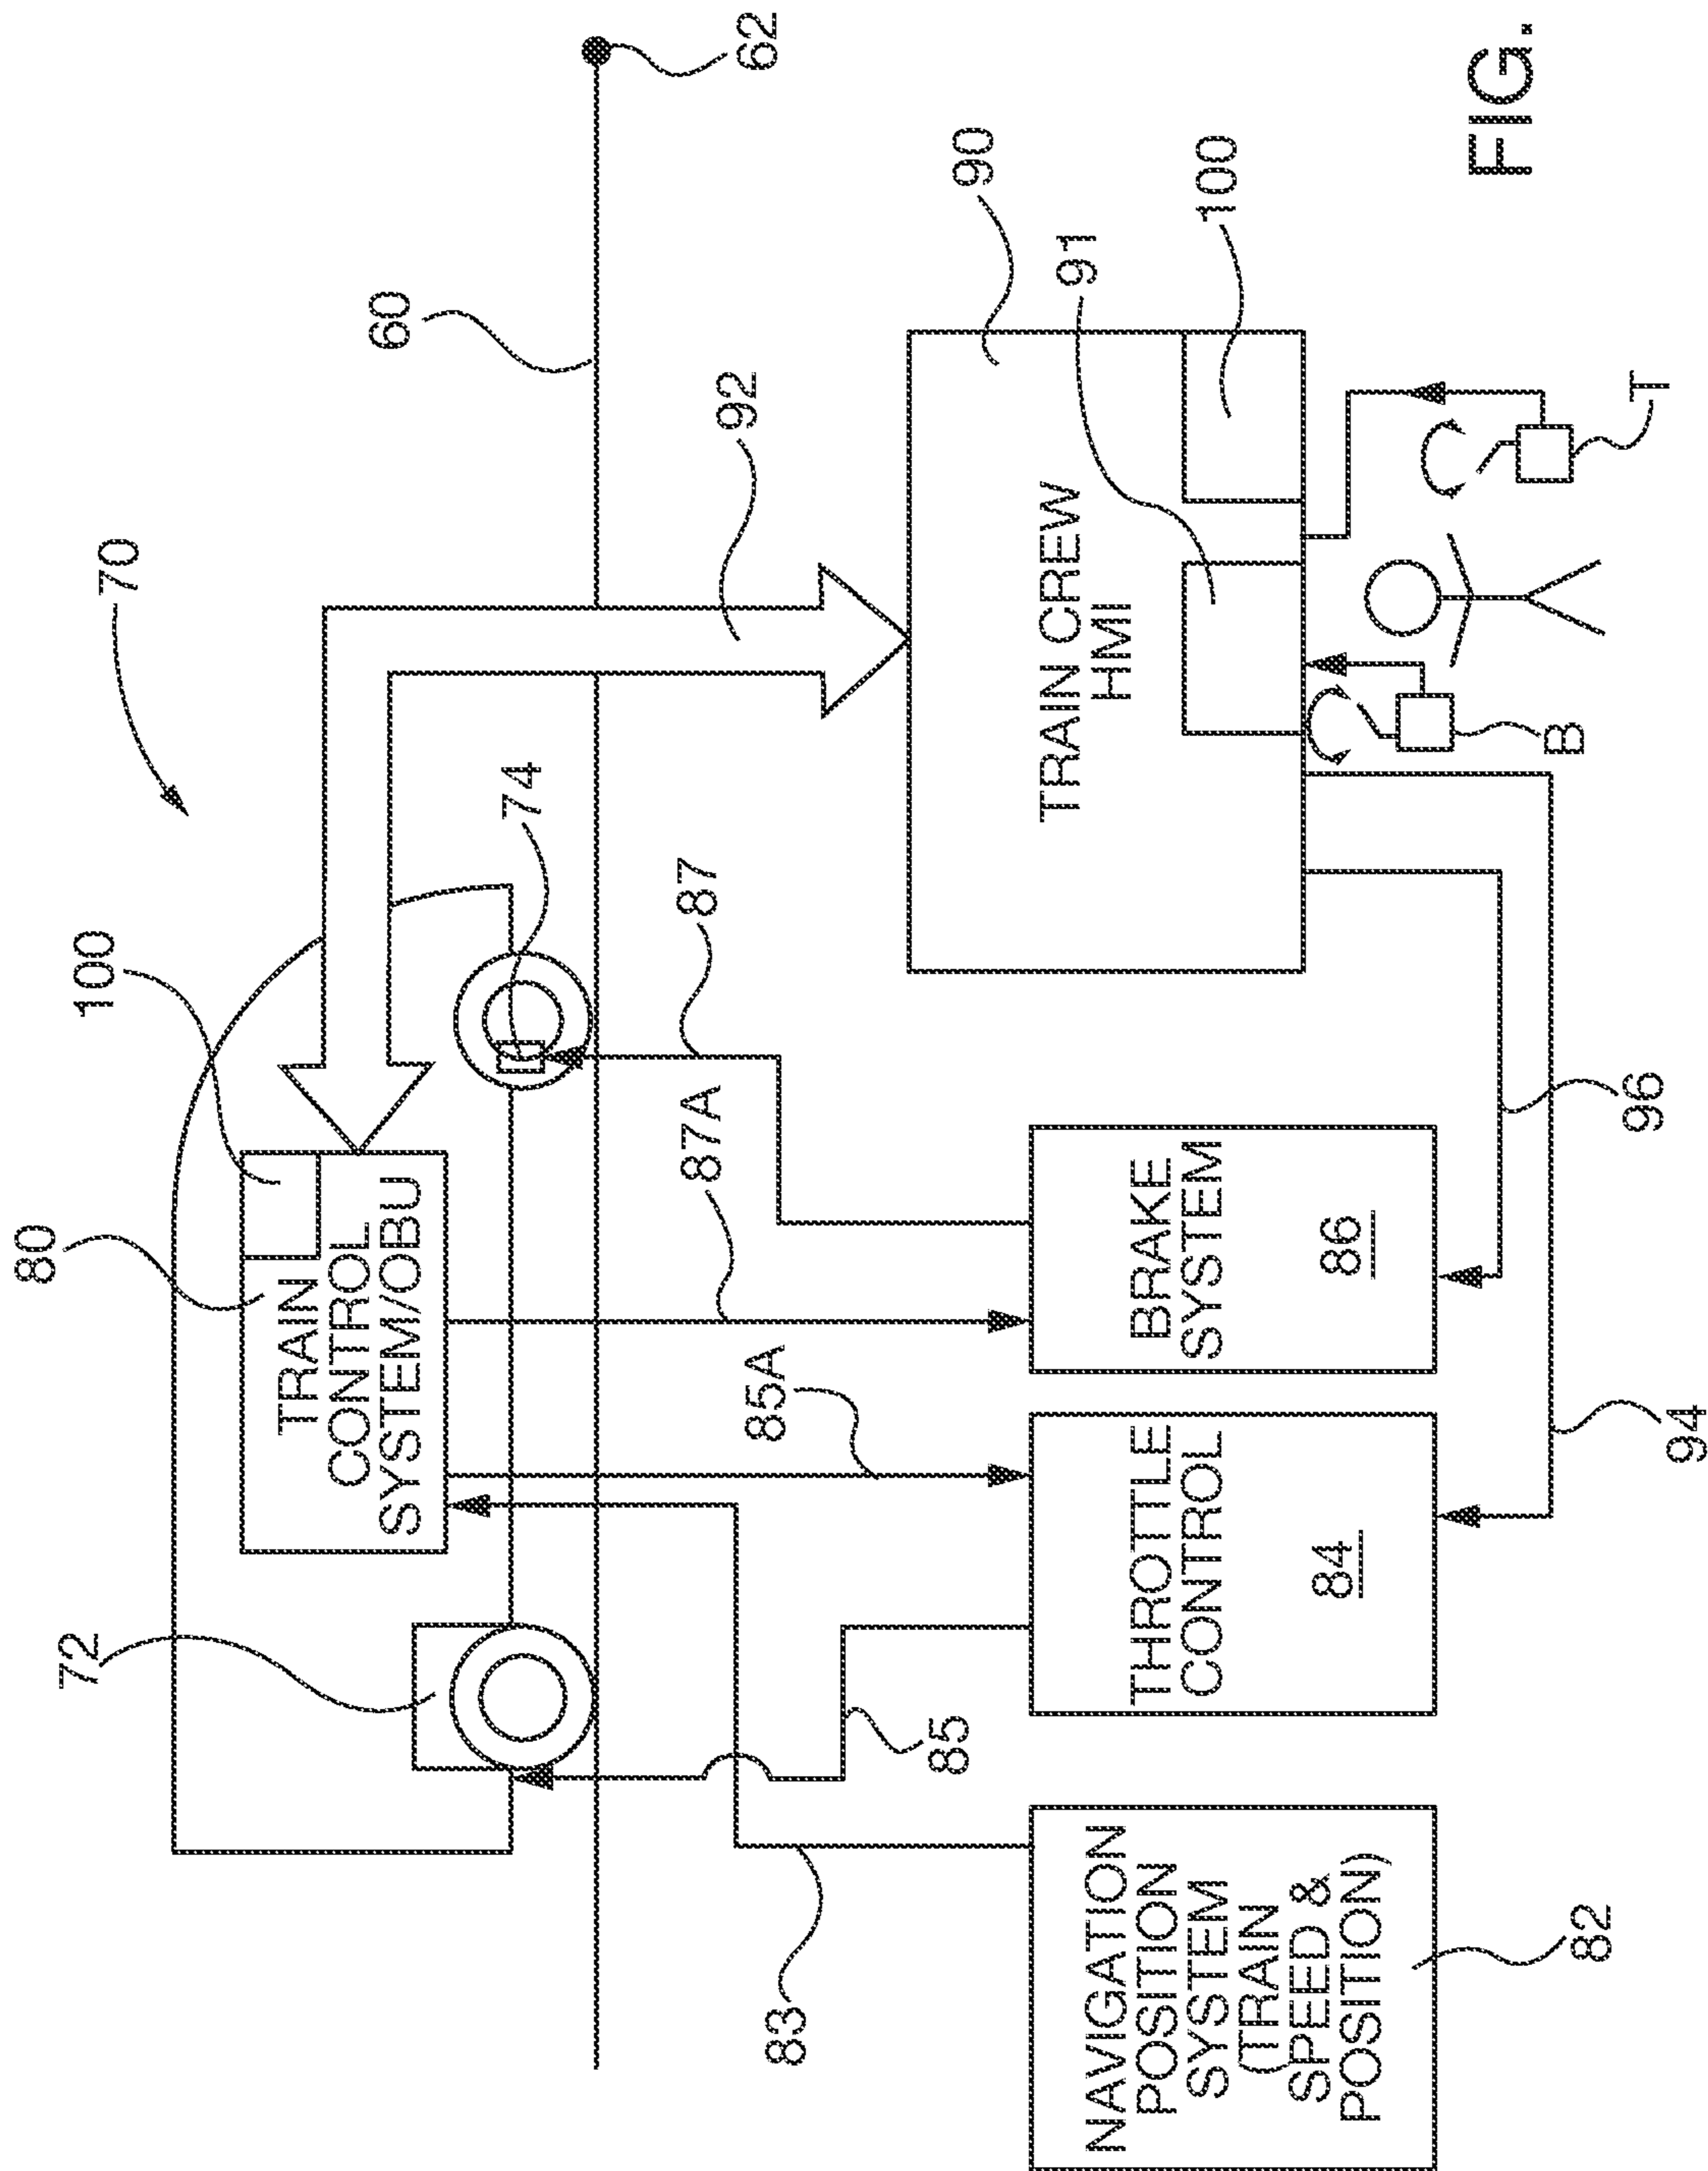 70
100
80
72
60
62
74
92
87
87A
85A
85
83
90
91
100
TRAIN
CONTROL
SYSTEM/OBU
TRAIN CREW
HMI
BRAKE
SYSTEM
86
THROTTLE
CONTROL
84
NAVIGATION
POSITION
SYSTEM
(TRAIN
SPEED &
POSITION)
82
B
T
96
94
FIG.